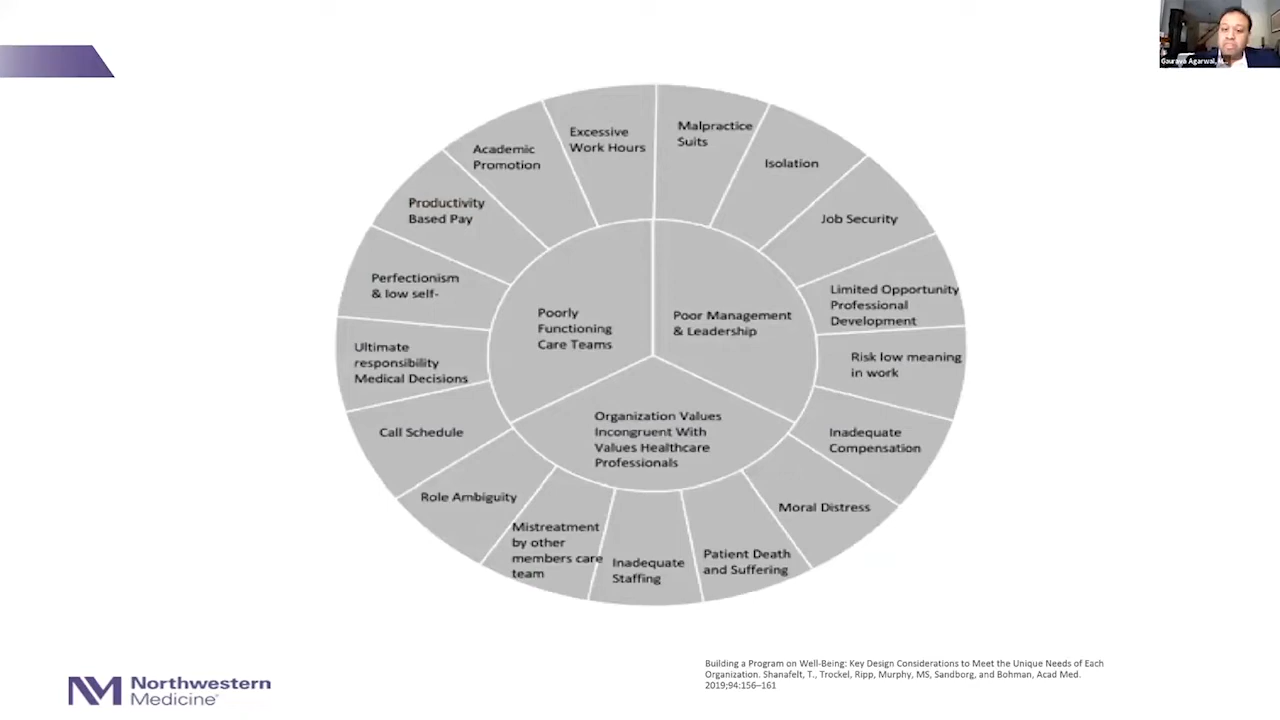 Gaurava Agarwal, M...
Excessive
Work Hours
Malpractice
Suits
Academic
Promotion
Isolation
Productivity
Based Pay
Job Security
Perfectionism
& low self-
Limited Opportunity
Professional
Development
Poorly
Functioning
Care Teams
Poor Management
& Leadership
Ultimate
responsibility
Medical Decisions
Risk low meaning
in work
Organization Values
Incongruent With
Values Healthcare
Professionals
Call Schedule
Inadequate
Compensation
Role Ambiguity
Moral Distress
Mistreatment
by other
members care
team
Inadequate
Staffing
Patient Death
and Suffering
NM Northwestern
Medicine
Building a Program on Well-Being: Key Design Considerations to Meet the Unique Needs of Each
Organization. Shanafelt, T., Trockel, Ripp, Murphy, MS, Sandborg, and Bohman, Acad Med.
2019;94:156–161